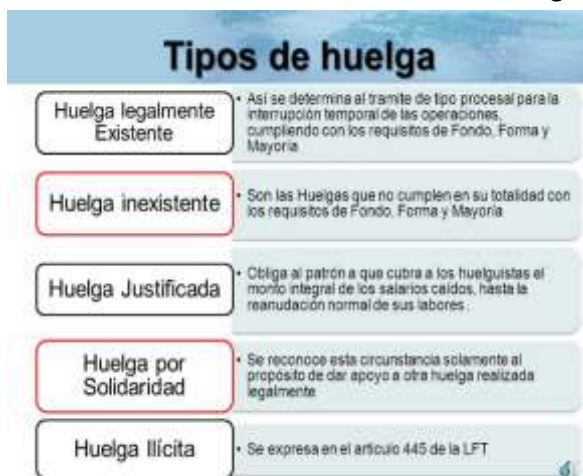 Tipos de huelga
Huelga legalmente
Existente
• Así se determina al tramite de tipo procesal para la
interrupción temporal de las operaciones,
cumpliendo con los requisitos de Fondo, Forma y
Mayoría
Huelga inexistente
• Son las Huelgas que no cumplen en su totalidad con
los requisitos de Fondo, Forma y Mayoría
Huelga Justificada
• Obliga al patrón a que cubra a los huelguistas el
monto integral de los salarios caídos, hasta la
reanudación normal de sus labores
Huelga por
Solidaridad
• Se reconoce esta circunstancia solamente al
propósito de dar apoyo a otra huelga realizada
legalmente
Huelga Ilícita
• Se expresa en el articulo 445 de la LFT